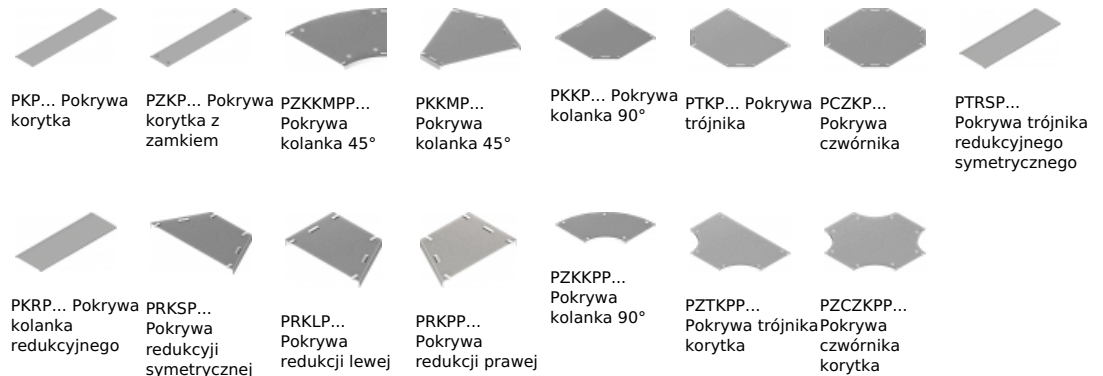 PKP... Pokrywa
korytka
PZKP... Pokrywa
korytka z
zamkiem
PZKKMPP...
Pokrywa
kolanka 45°
PKKMP...
Pokrywa
kolanka 45°
PKKP... Pokrywa
kolanka 90°
PTKP... Pokrywa
trójnika
PCZKP...
Pokrywa
czwórnika
PTRSP...
Pokrywa trójnika
redukcyjnego
symetrycznego
PKRP... Pokrywa
kolanka
redukcyjnego
PRKSP...
Pokrywa
redukcyji
symetrycznej
PRKLP...
Pokrywa
redukcji lewej
PRKPP...
Pokrywa
redukcji prawej
PZKKPP...
Pokrywa
kolanka 90°
PZTKPP...
Pokrywa trójnika
korytka
PZCZKPP...
Pokrywa
czwórnika
korytka